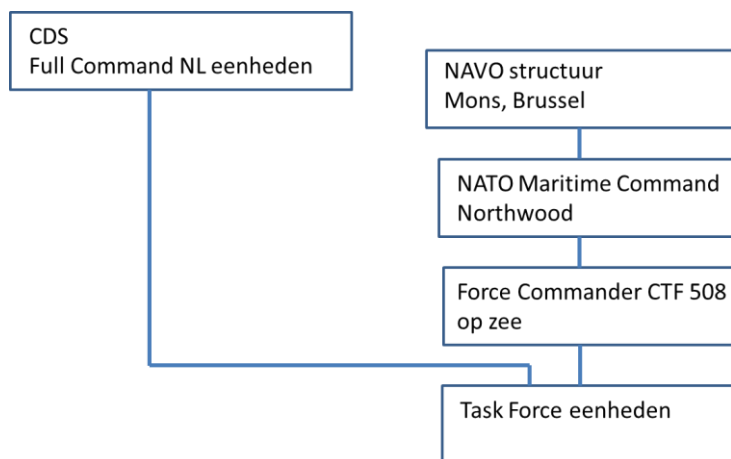 CDS
Full Command NL eenheden
NAVO structuur
Mons, Brussel
NATO Maritime Command
Northwood
Force Commander CTF 508
op zee
Task Force eenheden